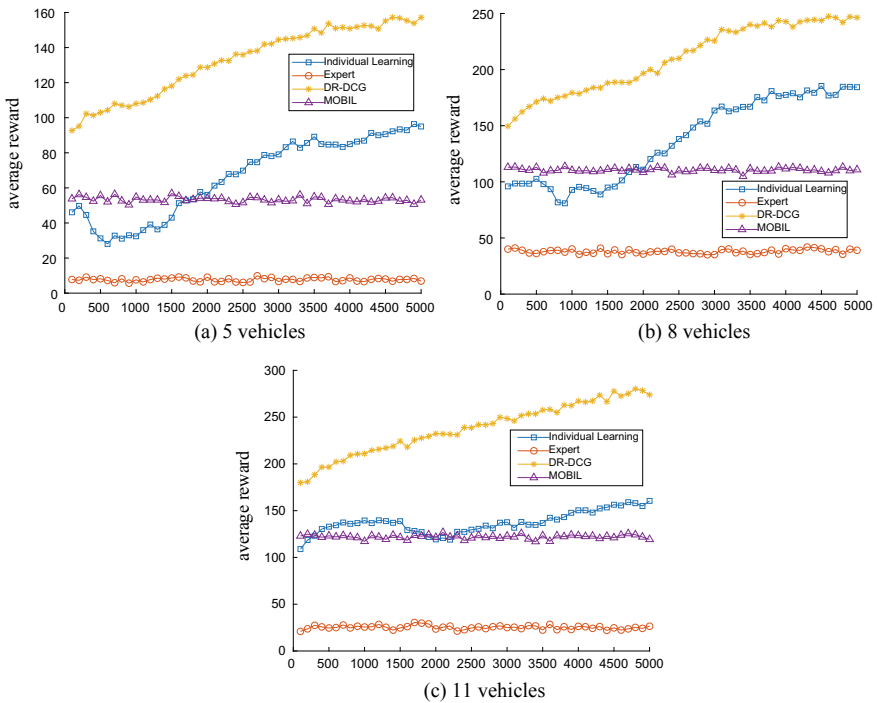 160
140
120
100
80
60
40
20
0
average reward
Individual Learning
Expert
DR-DCG
MOBIL
0 500 1000 1500 2000 2500 3000 3500 4000 4500 5000
(a) 5 vehicles
250
200
150
100
50
0
average reward
Individual Learning
Expert
DR-DCG
MOBIL
0 500 1000 1500 2000 2500 3000 3500 4000 4500 5000
(b) 8 vehicles
300
250
200
150
100
50
0
average reward
Individual Learning
Expert
DR-DCG
MOBIL
0 500 1000 1500 2000 2500 3000 3500 4000 4500 5000
(c) 11 vehicles